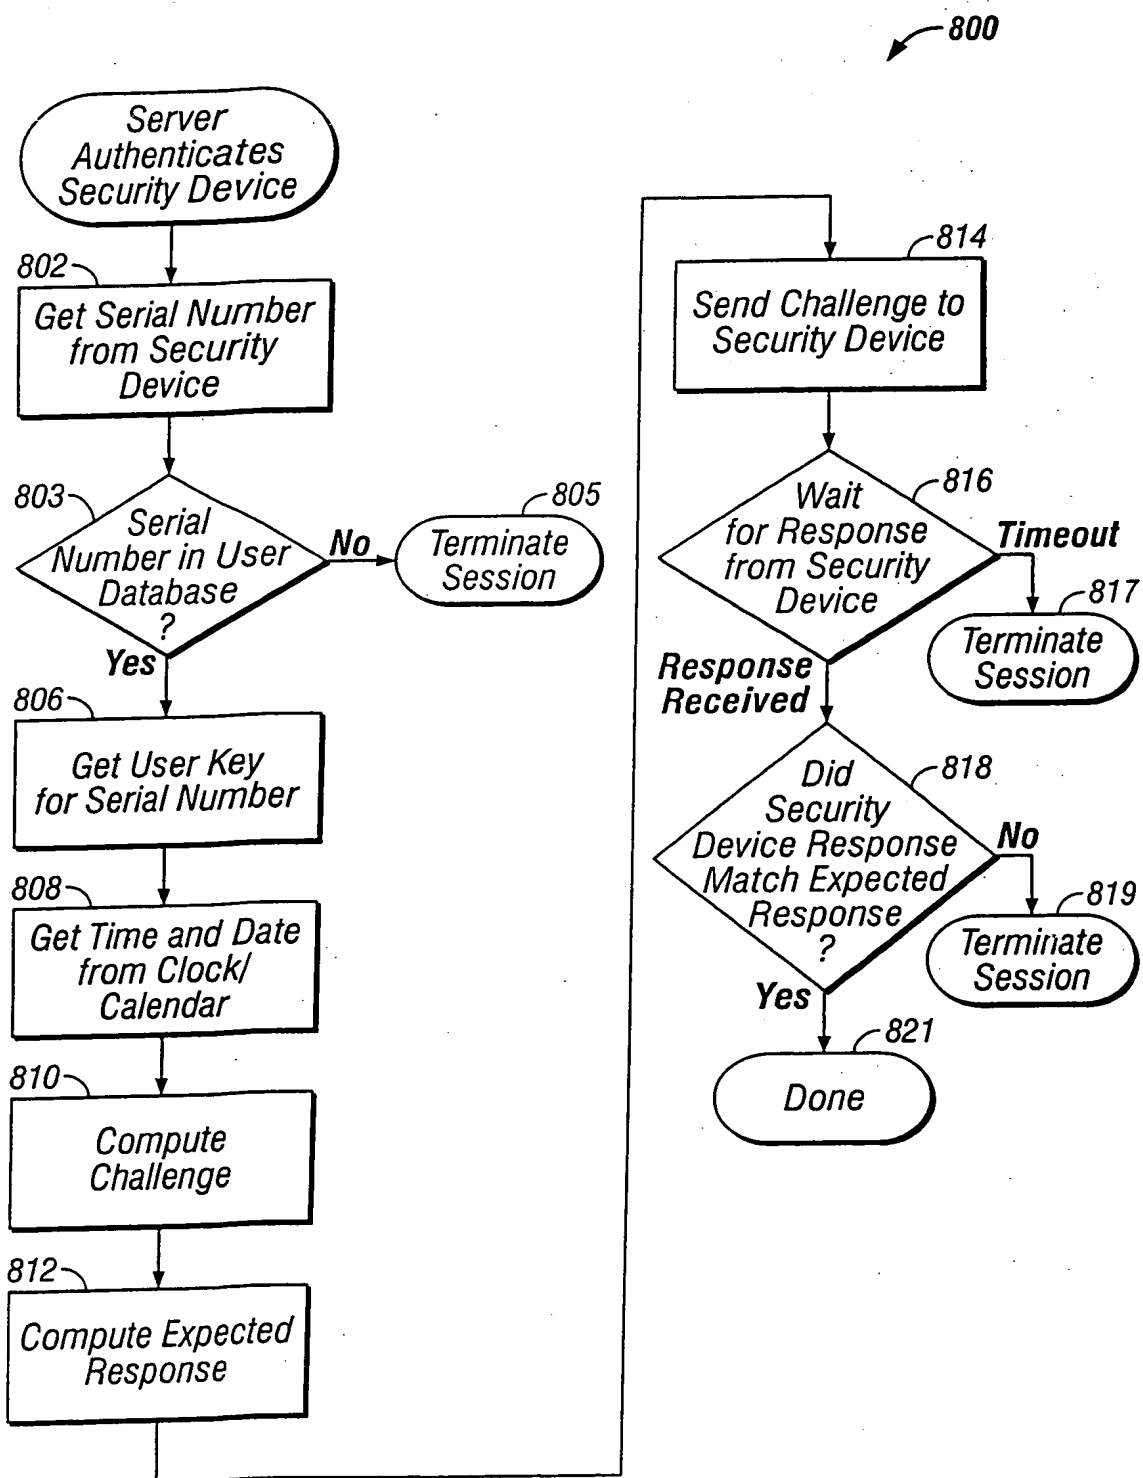 800
Server
Authenticates
Security Device
802
Get Serial Number
from Security
Device
803
Serial
Number in User
Database
?
No
805
Terminate
Session
Yes
806
Get User Key
for Serial Number
808
Get Time and Date
from Clock/
Calendar
810
Compute
Challenge
812
Compute Expected
Response
814
Send Challenge to
Security Device
816
Wait
for Response
from Security
Device
Timeout
817
Terminate
Session
Response
Received
818
Did
Security
Device Response
Match Expected
Response
?
No
819
Terminate
Session
Yes
821
Done